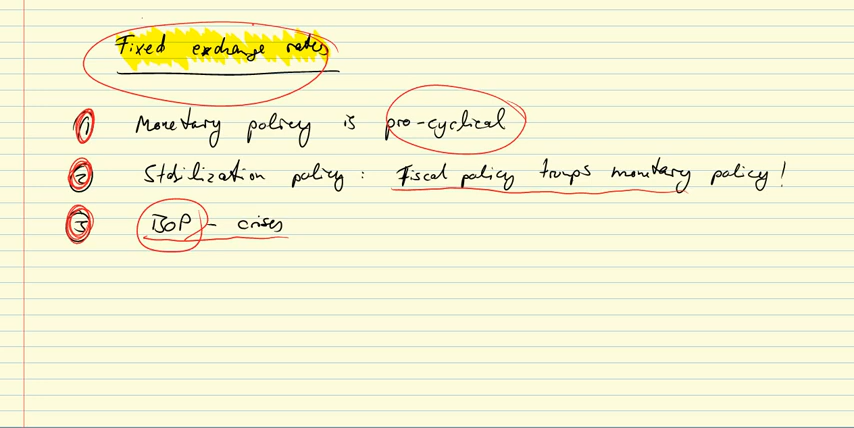 Fixed exchange rates
1 Monetary policy is pro-cyclical
2 Stabilization policy: Fiscal policy trumps monetary policy!
3 BOP - crises